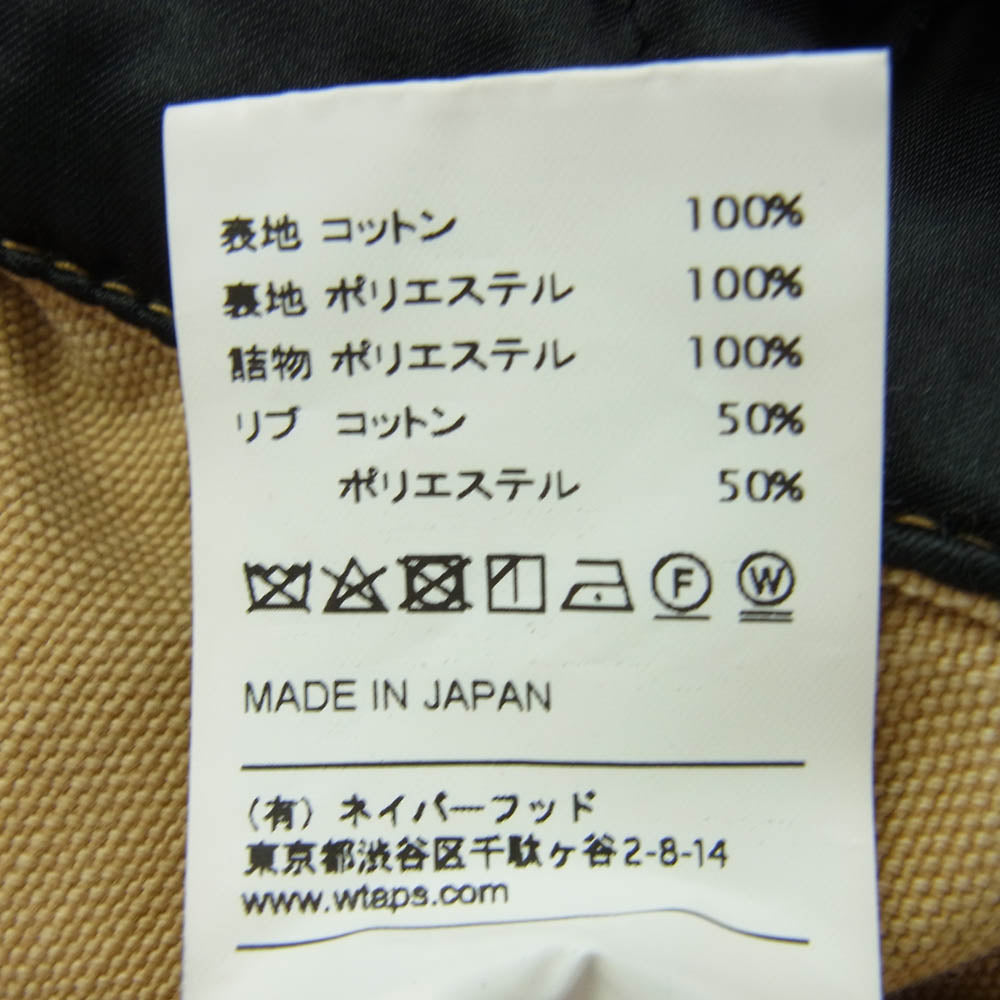 表地 コットン 100%
裏地 ポリエステル 100%
詰物 ポリエステル 100%
リブ コットン 50%
ポリエステル 50%
F W
MADE IN JAPAN
(有) ネイバーフッド
東京都渋谷区千駄ヶ谷2-8-14
www.wtaps.com